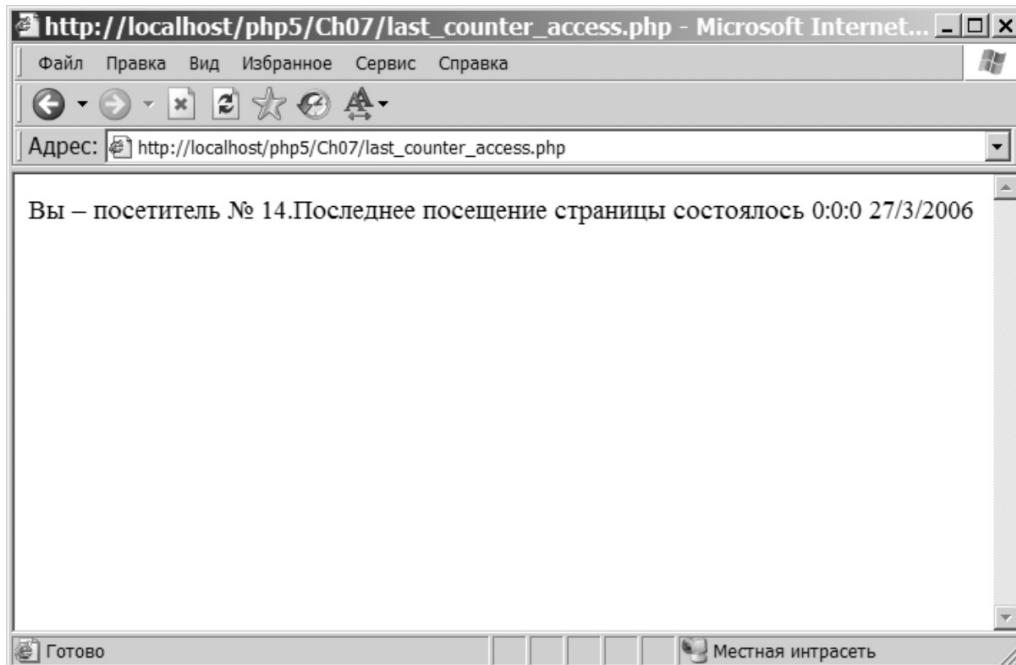 http://localhost/php5/Ch07/last_counter_access.php - Microsoft Internet...
Файл Правка Вид Избранное Сервис Справка
Адрес: http://localhost/php5/Ch07/last_counter_access.php
Вы – посетитель № 14.Последнее посещение страницы состоялось 0:0:0 27/3/2006
Готово Местная интрасеть